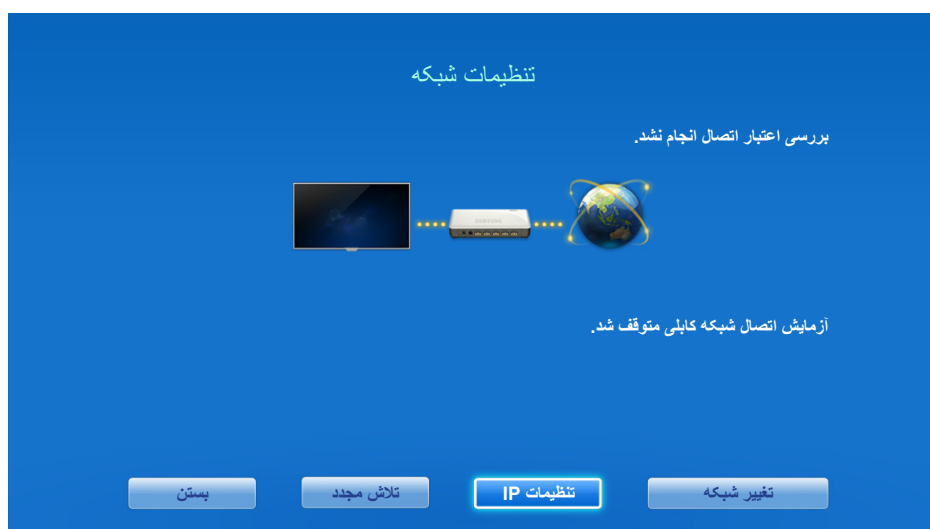 تنظیمات شبکه
بررسی اعتبار اتصال انجام نشد.
SAMSUNG
آزمایش اتصال شبکه کابلی متوقف شد.
تغییر شبکه
تنظیمات IP
تلاش مجدد
بستن